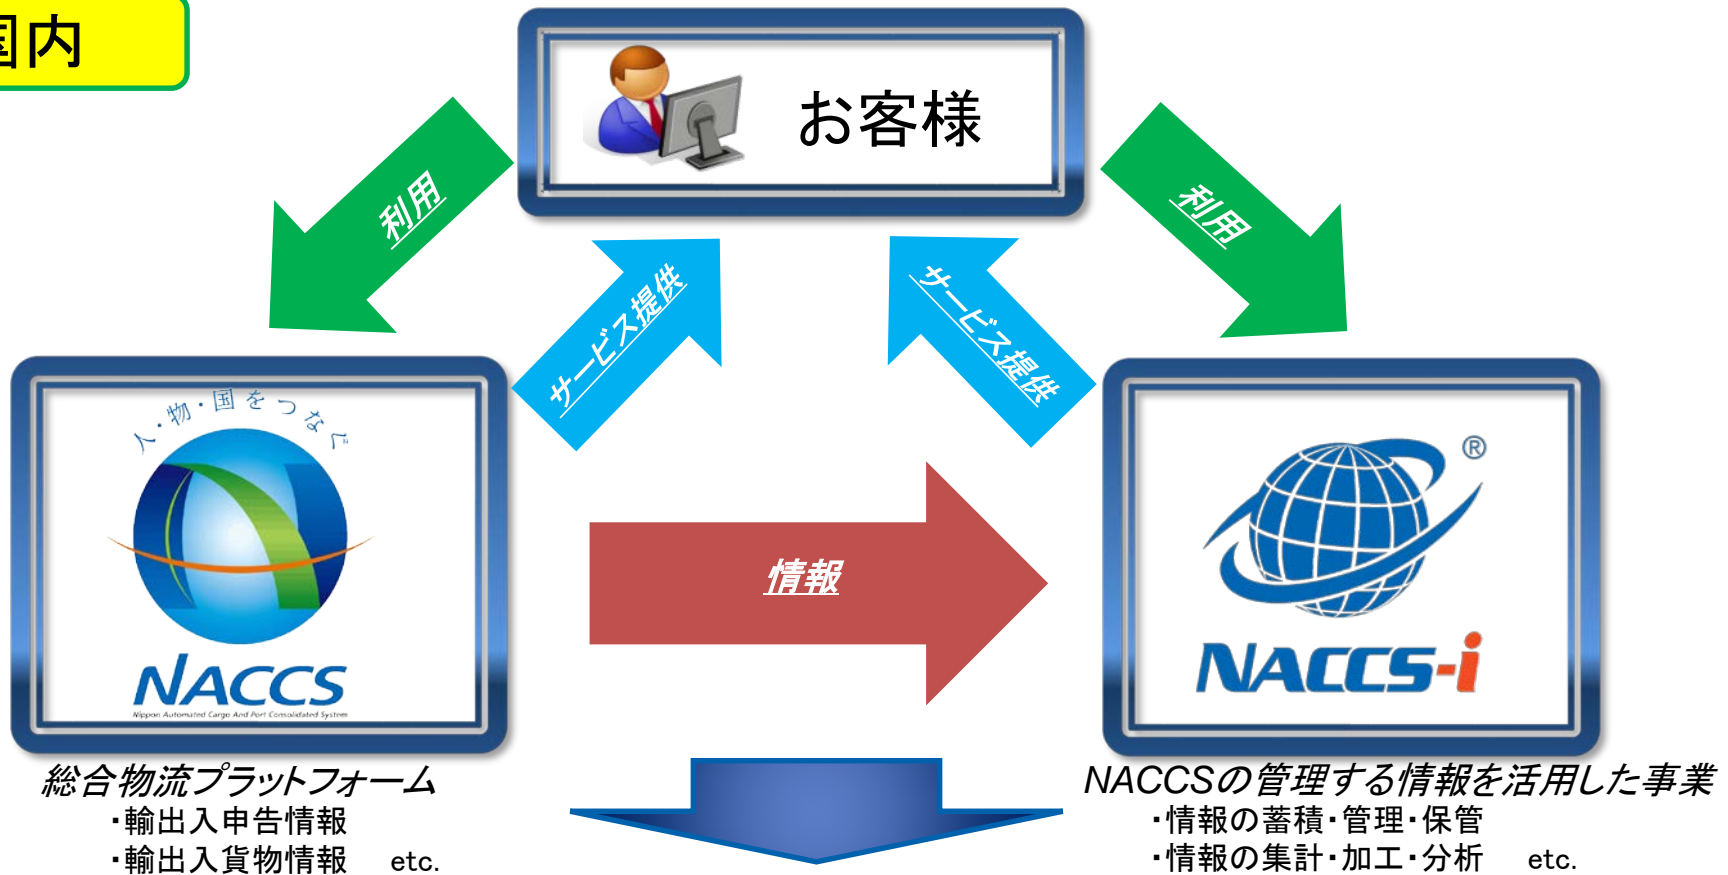 国内
お客様
利用
利用
サービス提供
サービス提供
人・物・国をつなぐ
NACCS
Nippon Automated Cargo And Port Consolidated System
情報
®
NACCS-i
総合物流プラットフォーム
・輸出入申告情報
・輸出入貨物情報 etc.
NACCSの管理する情報を活用した事業
・情報の蓄積・管理・保管
・情報の集計・加工・分析 etc.